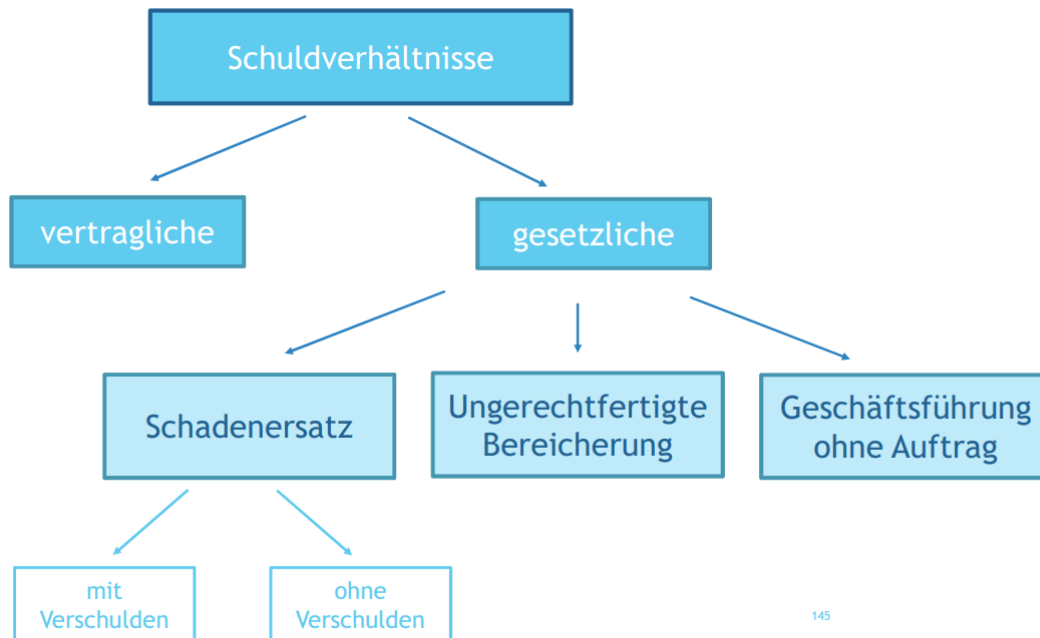 Schuldverhältnisse
vertragliche
gesetzliche
Schadenersatz
Ungerechtfertigte
Bereicherung
Geschäftsführung
ohne Auftrag
mit
Verschulden
ohne
Verschulden
145